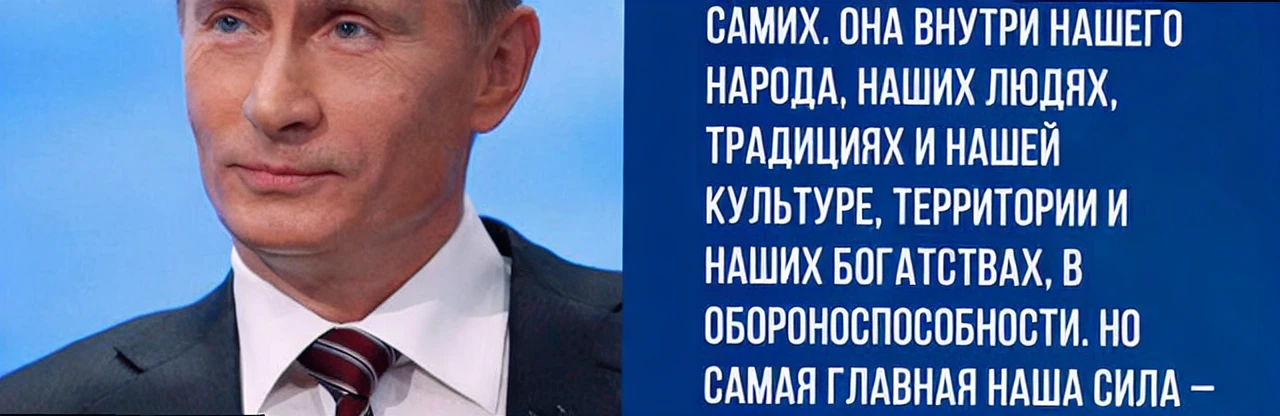 САМИХ. ОНА ВНУТРИ НАШЕГО
НАРОДА, НАШИХ ЛЮДЯХ,
ТРАДИЦИЯХ И НАШЕЙ
КУЛЬТУРЕ, ТЕРРИТОРИИ И
НАШИХ БОГАТСТВАХ, В
ОБОРОНОСПОСОБНОСТИ. НО
САМАЯ ГЛАВНАЯ НАША СИЛА –